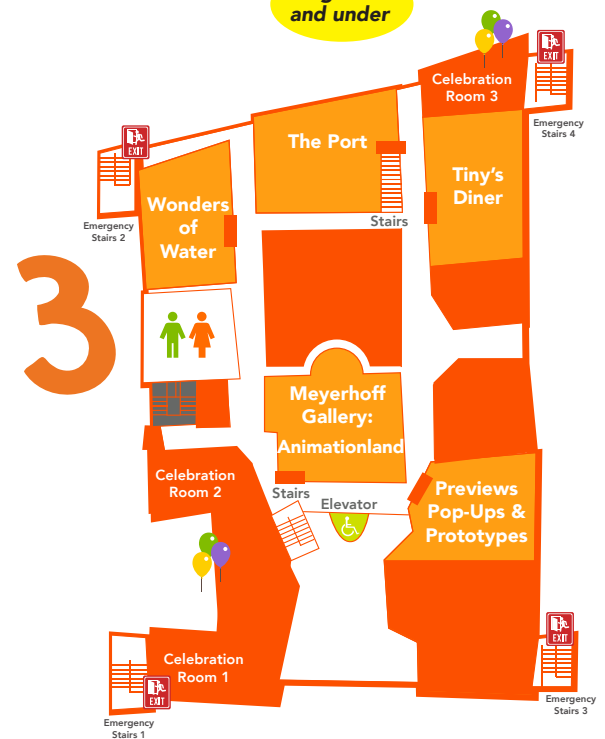 and under
Celebration
Room 3
EXIT
Emergency
Stairs 4
The Port
EXIT
Tiny's
Diner
Wonders
of
Water
Stairs
Emergency
Stairs 2
3
Meyerhoff
Gallery:
Animationland
Celebration
Room 2
Stairs
Elevator
Previews
Pop-Ups &
Prototypes
EXIT
Celebration
Room 1
EXIT
Emergency
Stairs 3
Emergency
Stairs 1